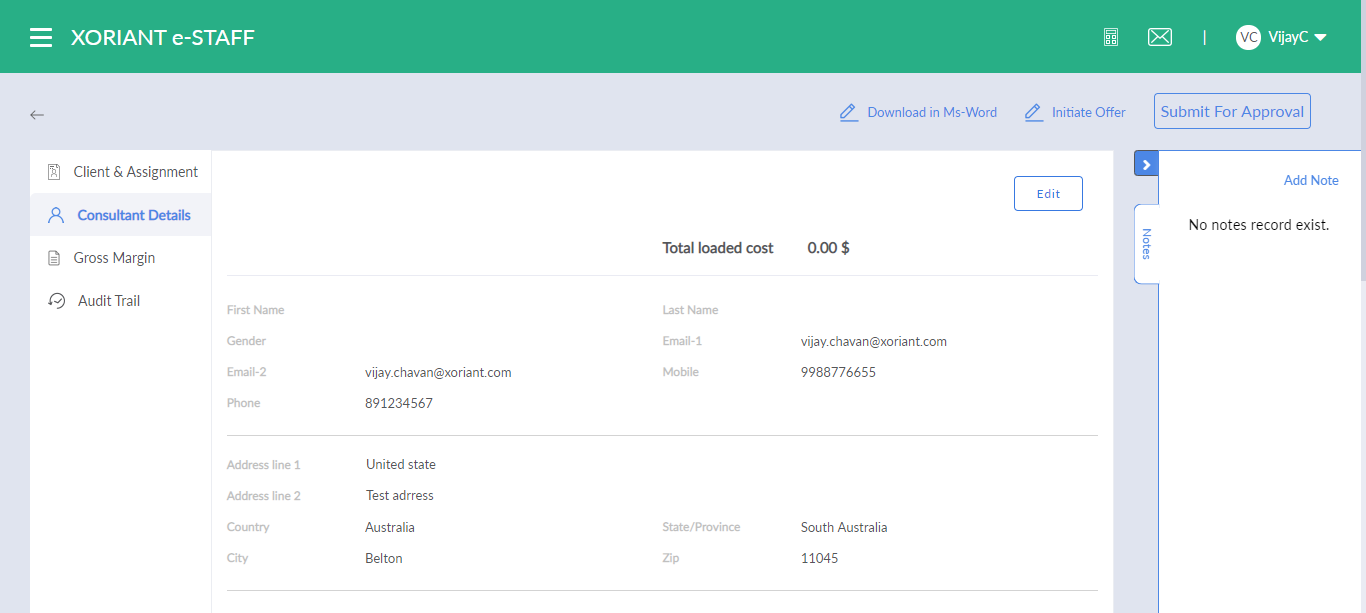 XORIANT e-STAFF
|
VC VijayC
Download in Ms-Word Initiate Offer Submit For Approval
Client & Assignment
Consultant Details
Gross Margin
Audit Trail
Edit
Total loaded cost 0.00 $
First Name Last Name
Gender Email-1 vijay.chavan@xoriant.com
Email-2 vijay.chavan@xoriant.com Mobile 9988776655
Phone 891234567
Address line 1 United state
Address line 2 Test adrress
Country Australia State/Province South Australia
City Belton Zip 11045
Notes
Add Note
No notes record exist.